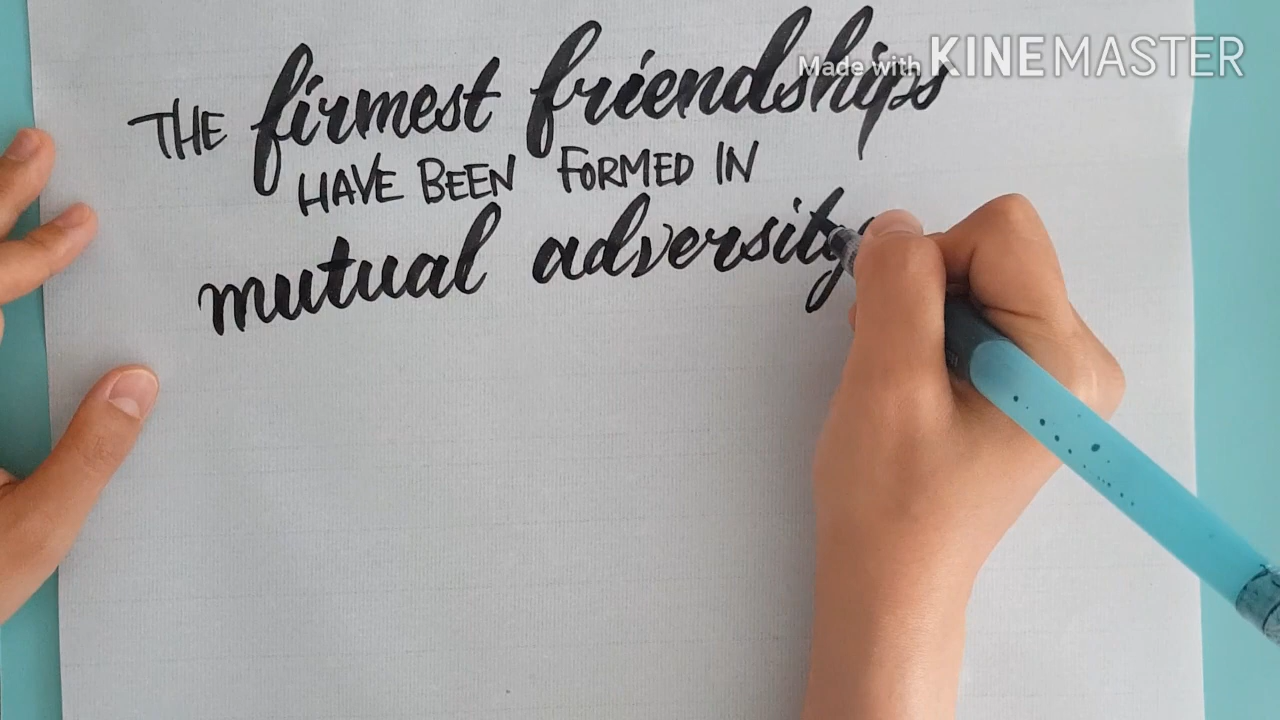 Made with KINEMASTER
THE firmest friendships
HAVE BEEN FORMED IN
mutual adversity